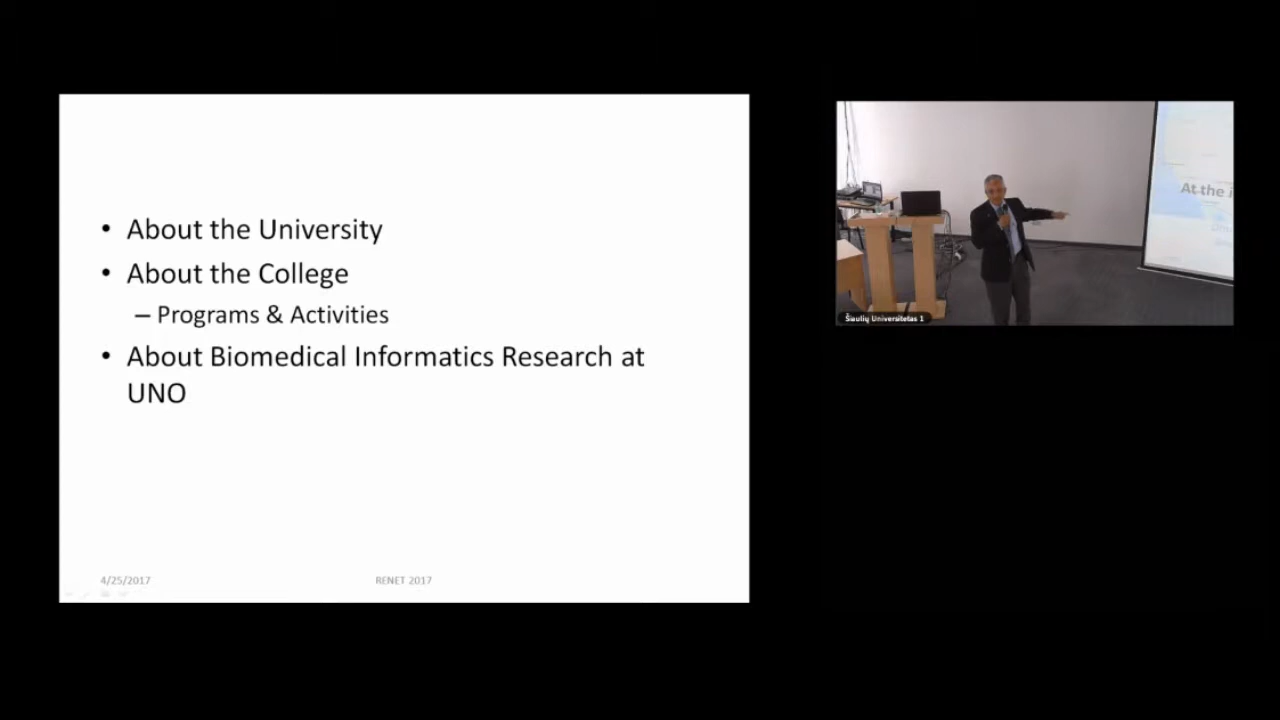 • About the University
• About the College
– Programs & Activities
• About Biomedical Informatics Research at
UNO
4/25/2017
RENET 2017
At the
Šiaulių Universitetas 1